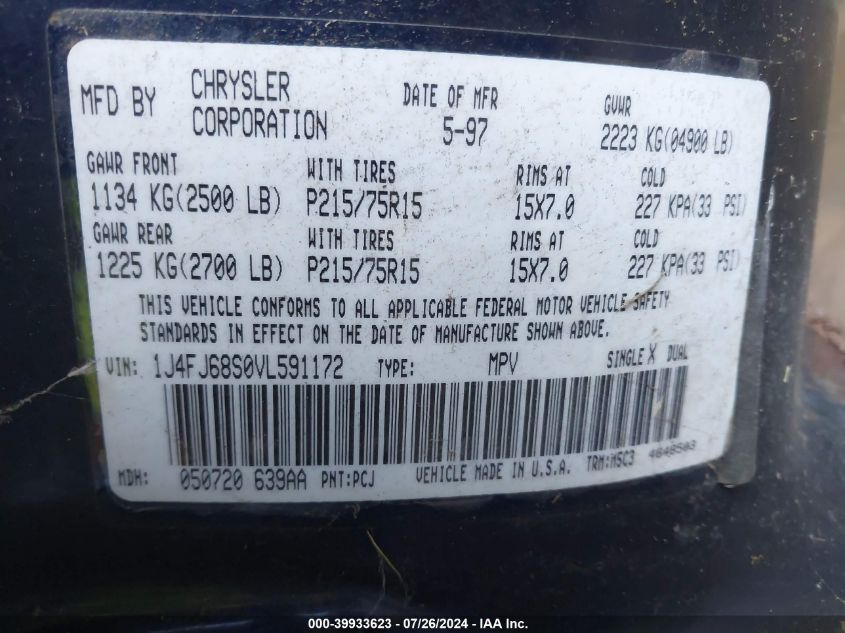 MFD BY CHRYSLER CORPORATION DATE OF MFR 5-97 GVWR 2223 KG(04900 LB)
GAWR FRONT WITH TIRES RIMS AT COLD
1134 KG(2500 LB) P215/75R15 15X7.0 227 KPA(33 PSI)
GAWR REAR WITH TIRES RIMS AT COLD
1225 KG(2700 LB) P215/75R15 15X7.0 227 KPA(33 PSI)
THIS VEHICLE CONFORMS TO ALL APPLICABLE FEDERAL MOTOR VEHICLE SAFETY
STANDARDS IN EFFECT ON THE DATE OF MANUFACTURE SHOWN ABOVE.
VIN: 1J4FJ68S0VL591172 TYPE: MPV SINGLE X DUAL
MDH: 050720 639AA PNT:PCJ VEHICLE MADE IN U.S.A. TRM:M5C3 4648503
000-39933623 - 07/26/2024 - IAA Inc.